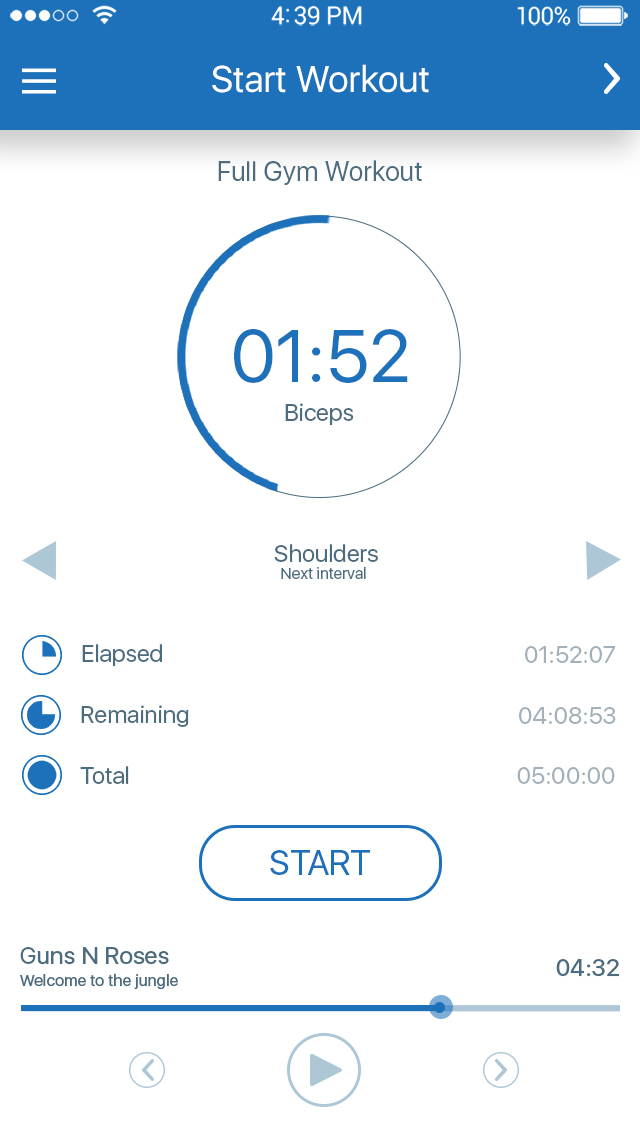 4:39 PM 100%
Start Workout
Full Gym Workout
01:52
Biceps
Shoulders
Next interval
Elapsed 01:52:07
Remaining 04:08:53
Total 05:00:00
START
Guns N Roses
Welcome to the jungle
04:32